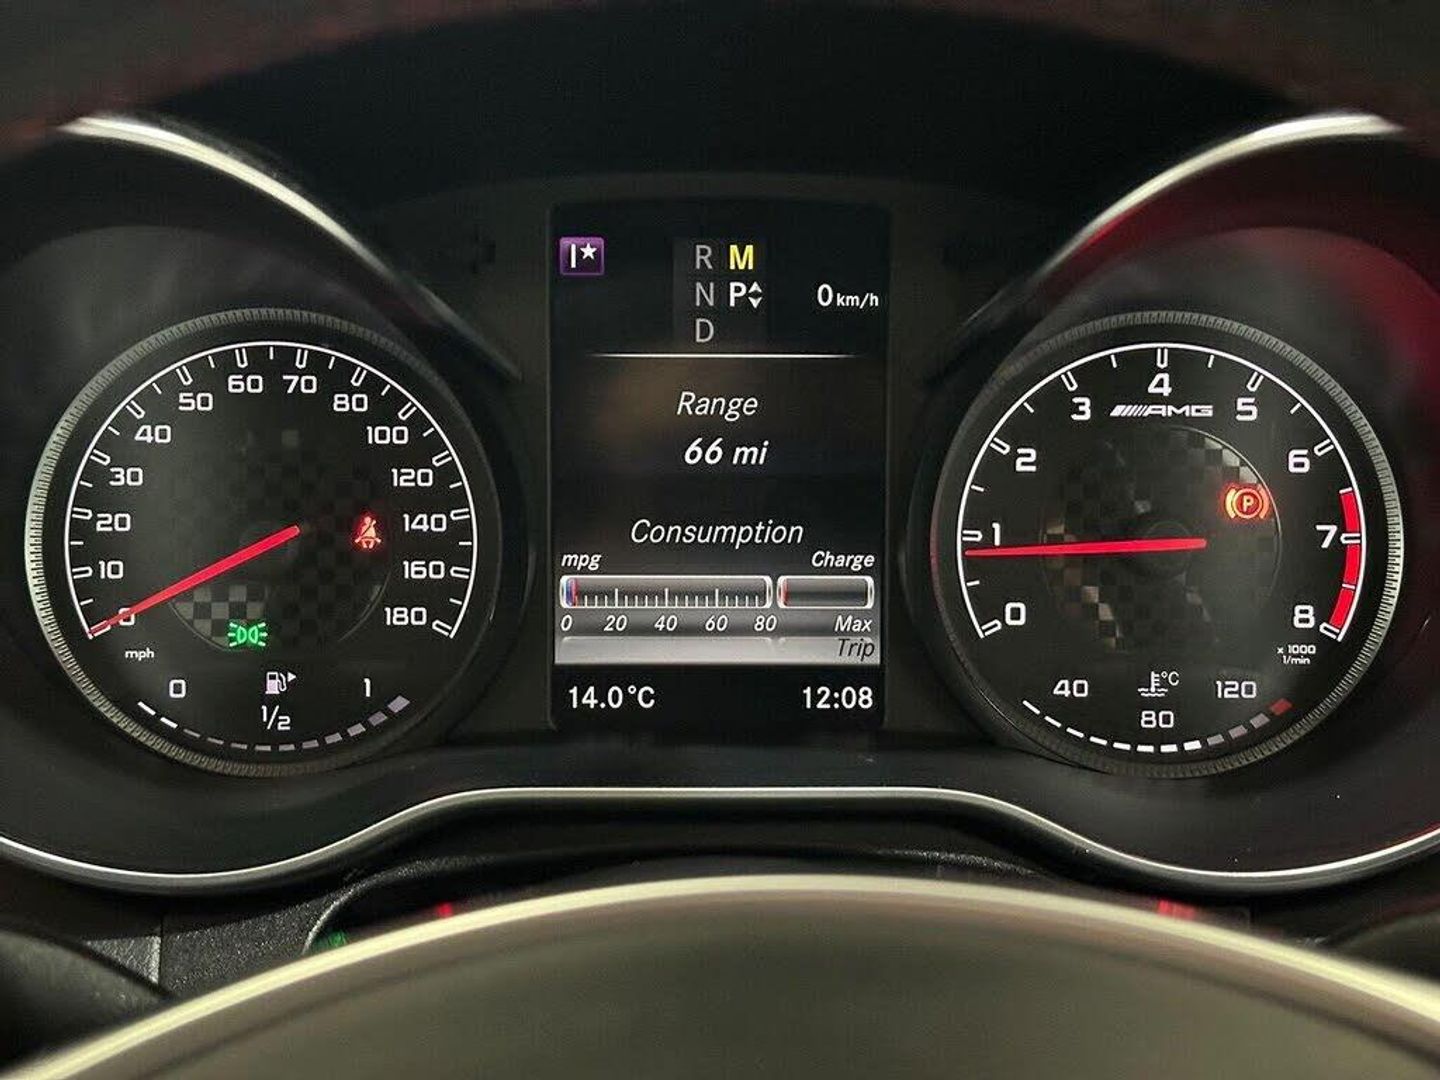 I★
R M
N P
0 km/h
D
Range
66 mi
Consumption
mpg Charge
0 20 40 60 80 Max
Trip
14.0°C 12:08
0 10 20 30 40 50 60 70 80 100 120 140 160 180
mph
0 1/2 1
0 1 2 3 4 5 6 7 8
AMG
P
x 1000
1/min
°C
40 80 120